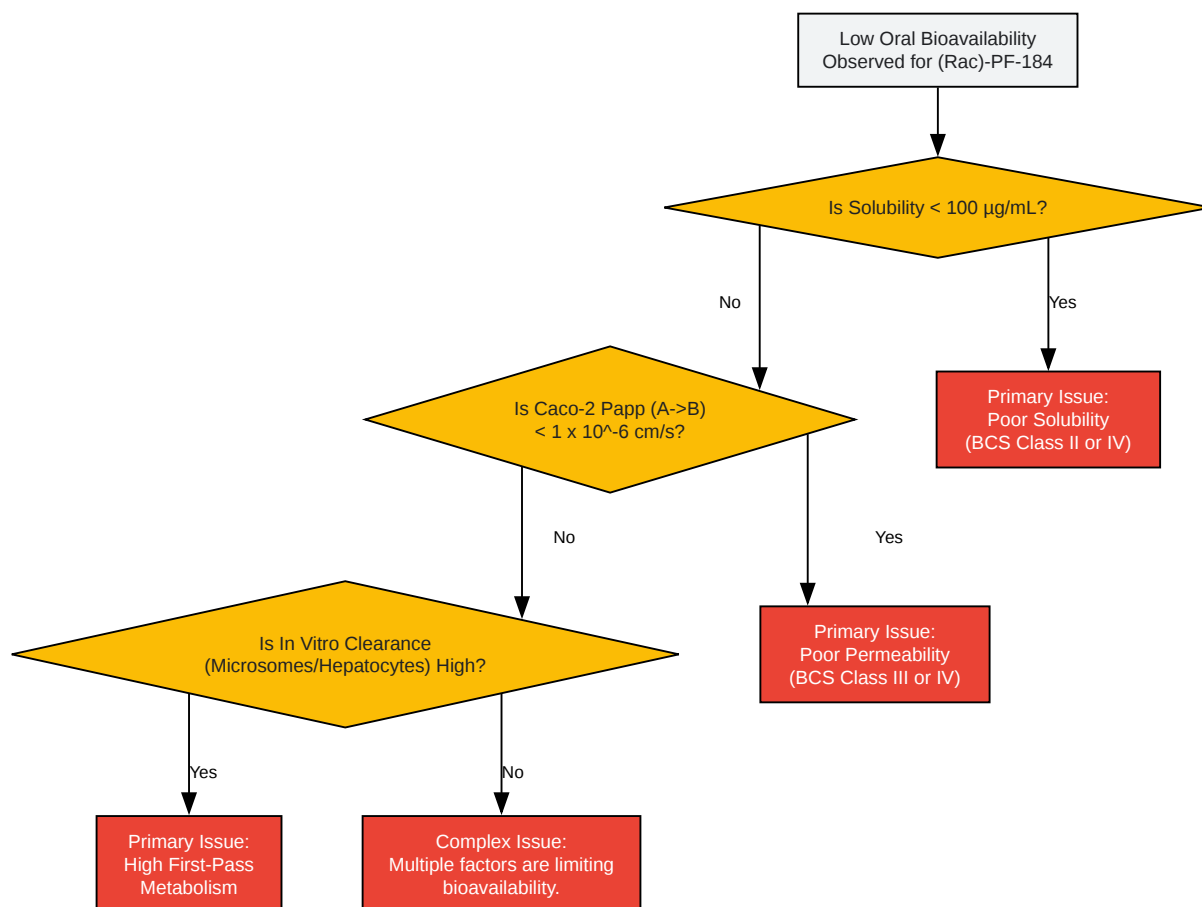 Low Oral Bioavailability
Observed for (Rac)-PF-184
Is Solubility < 100 µg/mL?
No
Yes
Is Caco-2 Papp (A->B)
< 1 x 10^-6 cm/s?
Primary Issue:
Poor Solubility
(BCS Class II or IV)
No
Yes
Is In Vitro Clearance
(Microsomes/Hepatocytes) High?
Primary Issue:
Poor Permeability
(BCS Class III or IV)
Yes
No
Primary Issue:
High First-Pass
Metabolism
Complex Issue:
Multiple factors are limiting
bioavailability.